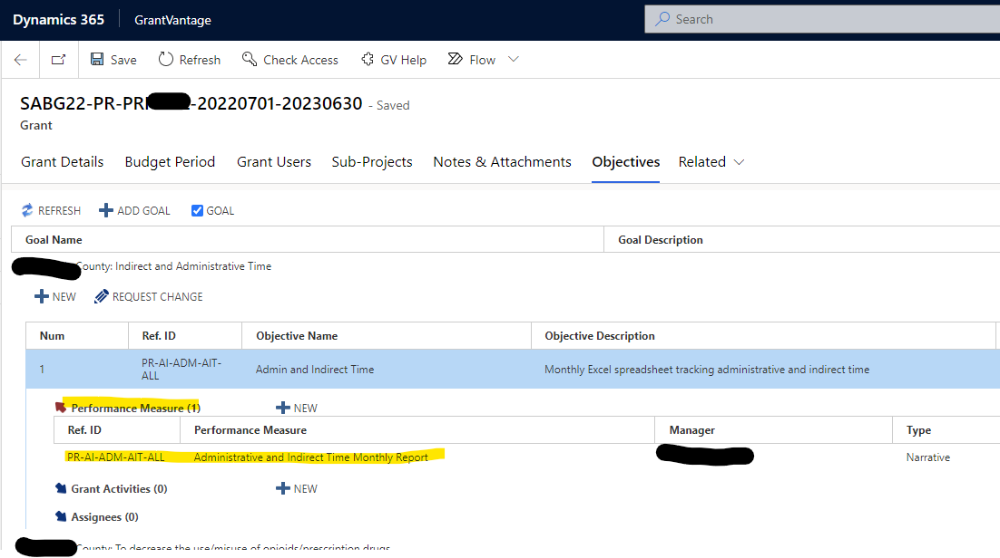 Dynamics 365 GrantVantage Search
Save Refresh Check Access GV Help Flow
SABG22-PR-PR -20220701-20230630 - Saved
Grant
Grant Details Budget Period Grant Users Sub-Projects Notes & Attachments Objectives Related
REFRESH ADD GOAL GOAL
Goal Name Goal Description
County: Indirect and Administrative Time
NEW REQUEST CHANGE
Num Ref. ID Objective Name Objective Description
1 PR-AI-ADM-AIT- Admin and Indirect Time Monthly Excel spreadsheet tracking administrative and indirect time
ALL
Performance Measure (1) NEW
Ref. ID Performance Measure Manager Type
PR-AI-ADM-AIT-ALL Administrative and Indirect Time Monthly Report Narrative
Grant Activities (0) NEW
Assignees (0)
County: To decrease the use/misuse of opioids/prescription drugs